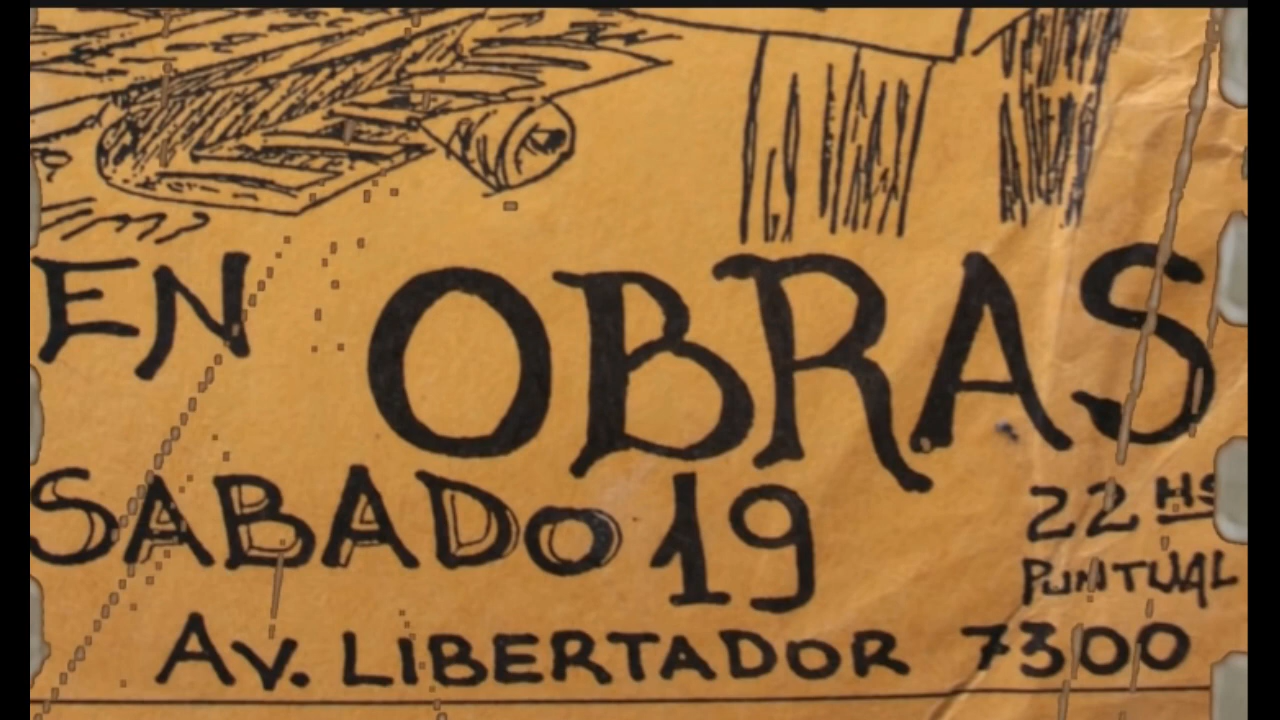 EN OBRAS
SABADO 19
22 HS
PUNTUAL
AV. LIBERTADOR 7300